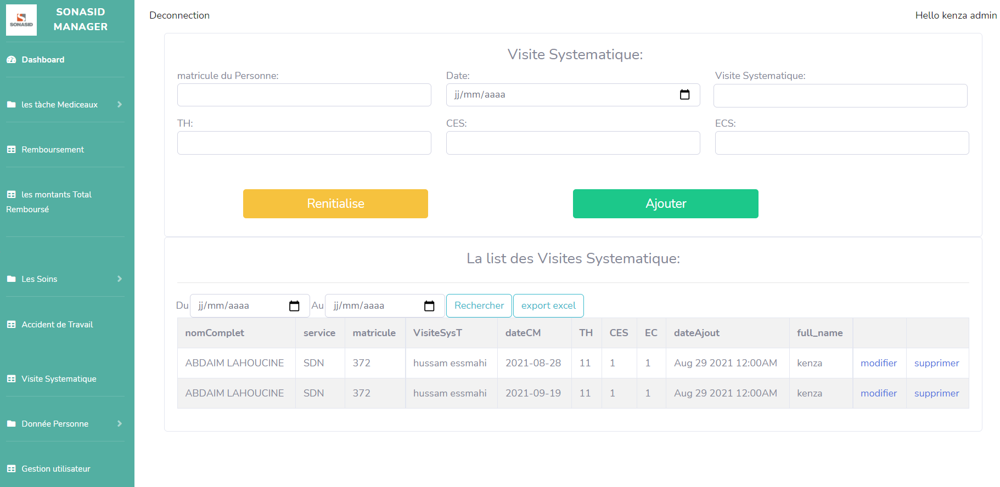 SONASID
SONASID
MANAGER
Dashboard
les tàche Mediceaux
Remboursement
les montants Total
Remboursé
Les Soins
Accident de Travail
Visite Systematique
Donnée Personne
Gestion utilisateur
Deconnection
Hello kenza admin
Visite Systematique:
matricule du Personne:
Date:
Visite Systematique:
jj/mm/aaaa
TH:
CES:
ECS:
Renitialise
Ajouter
La list des Visites Systematique:
Du jj/mm/aaaa Au jj/mm/aaaa Rechercher export excel
nomComplet service matricule VisiteSysT dateCM TH CES EC dateAjout full_name
ABDAIM LAHOUCINE SDN 372 hussam essmahi 2021-08-28 11 1 1 Aug 29 2021 12:00AM kenza modifier supprimer
ABDAIM LAHOUCINE SDN 372 hussam essmahi 2021-09-19 11 1 1 Aug 29 2021 12:00AM kenza modifier supprimer